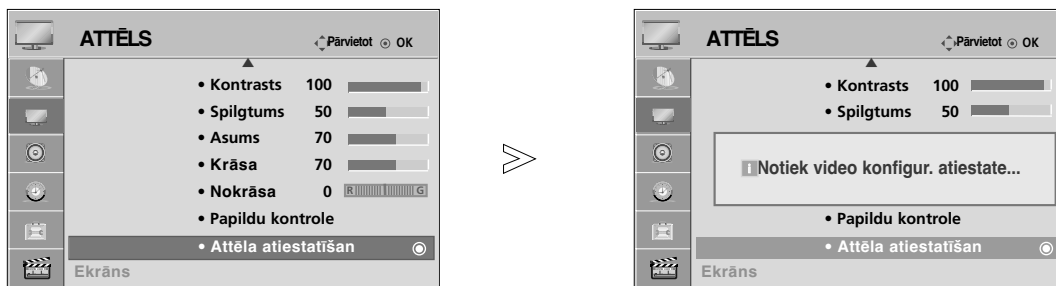 ATTĒLS Pārvietot OK
• Kontrasts 100
• Spilgtums 50
• Asums 70
• Krāsa 70
• Nokrāsa 0 R G
• Papildu kontrole
• Attēla atiestatīšan
Ekrāns
ATTĒLS Pārvietot OK
• Kontrasts 100
• Spilgtums 50
i Notiek video konfigur. atiestate...
• Papildu kontrole
• Attēla atiestatīšan
Ekrāns